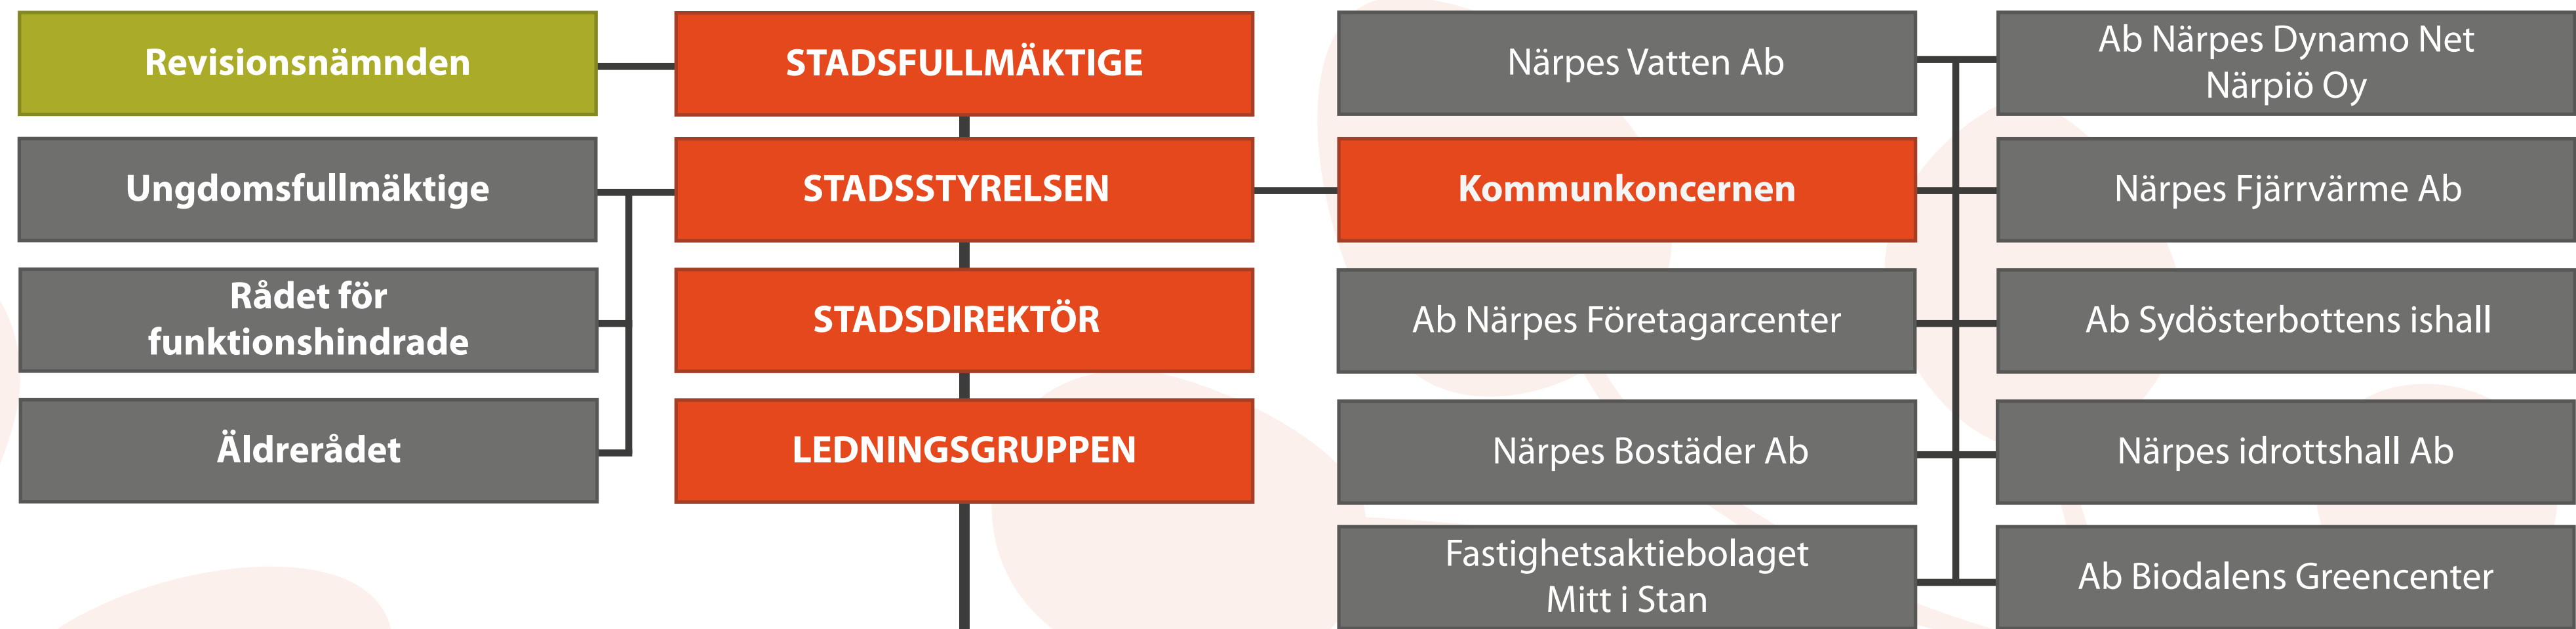 Revisionsnämnden
STADSFULLMÄKTIGE
Närpes Vatten Ab
Ab Närpes Dynamo Net
Närpiö Oy
Ungdomsfullmäktige
STADSSTYRELSEN
Kommunkoncernen
Närpes Fjärrvärme Ab
Rådet för
funktionshindrade
STADSDIREKTÖR
Ab Närpes Företagarcenter
Ab Sydösterbottens ishall
Äldrerådet
LEDNINGSGRUPPEN
Närpes Bostäder Ab
Närpes idrottshall Ab
Fastighetsaktiebolaget
Mitt i Stan
Ab Biodalens Greencenter